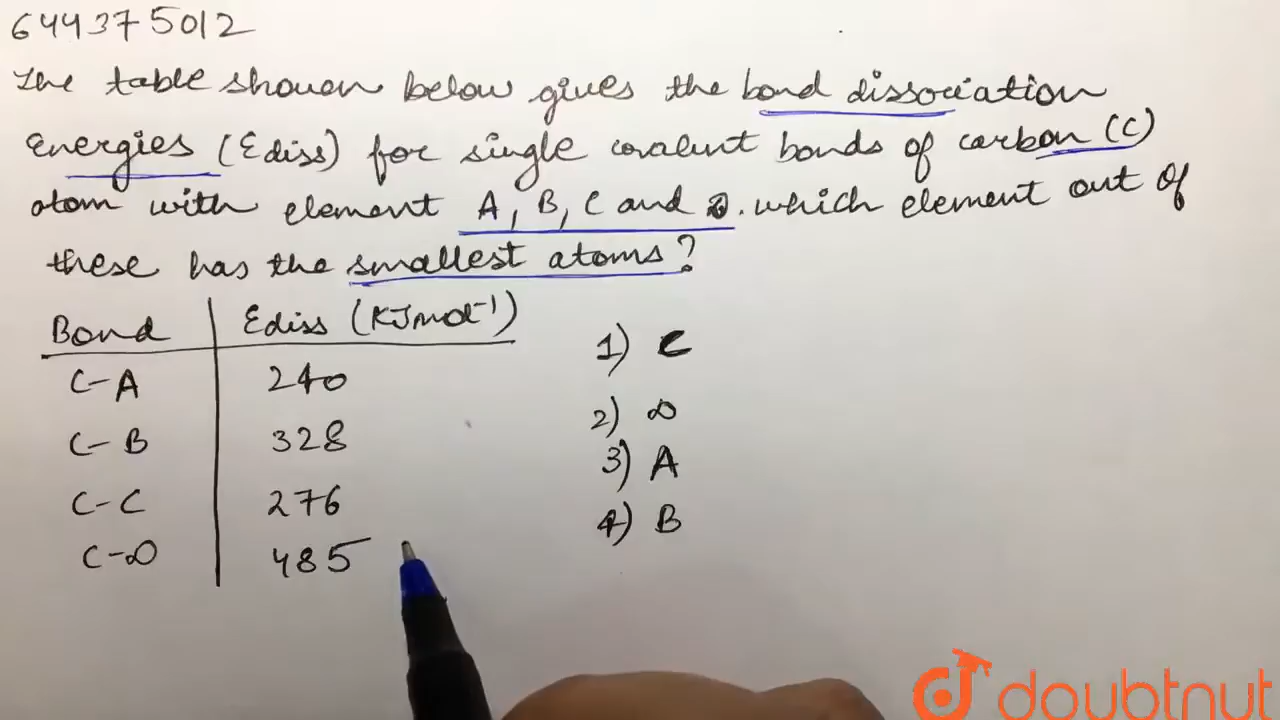 644375012
The table shown below gives the bond dissociation
energies (Ediss) for single covalent bonds of carbon (C)
atom with element A, B, C and D. which element out of
these has the smallest atoms?
Bond Ediss (KJmol-1)
C-A 240
C-B 328
C-C 276
C-D 485
1) C
2) D
3) A
4) B
doubtnut